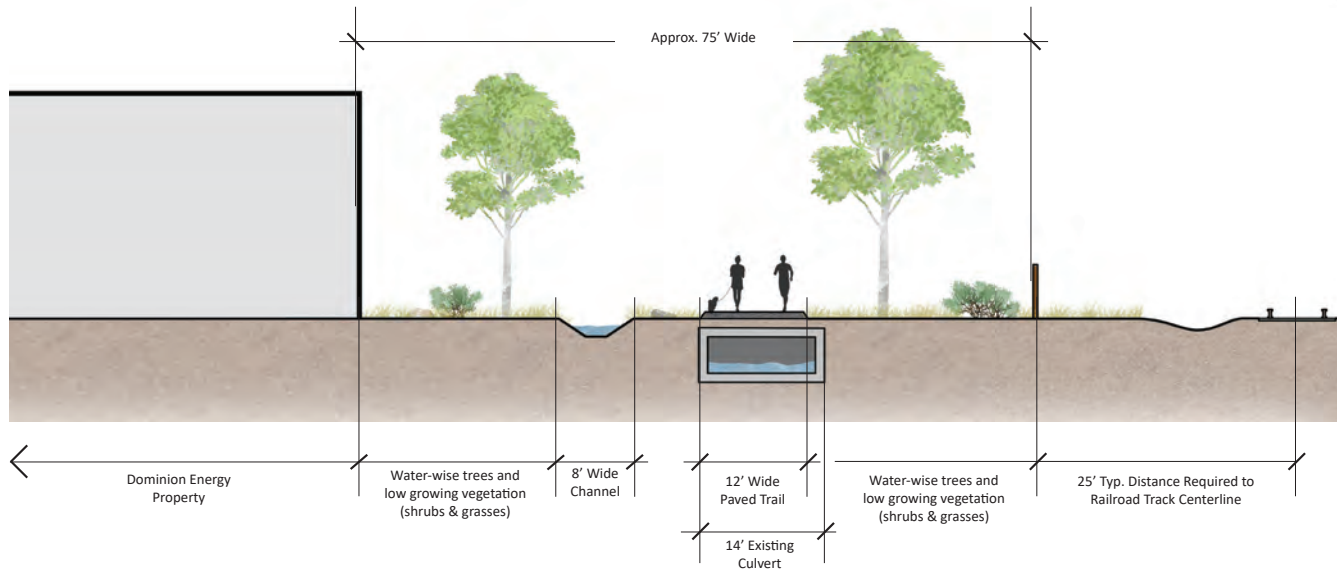 Approx. 75’ Wide
Dominion Energy
Property
Water-wise trees and
low growing vegetation
(shrubs & grasses)
8’ Wide
Channel
12’ Wide
Paved Trail
14’ Existing
Culvert
Water-wise trees and
low growing vegetation
(shrubs & grasses)
25’ Typ. Distance Required to
Railroad Track Centerline